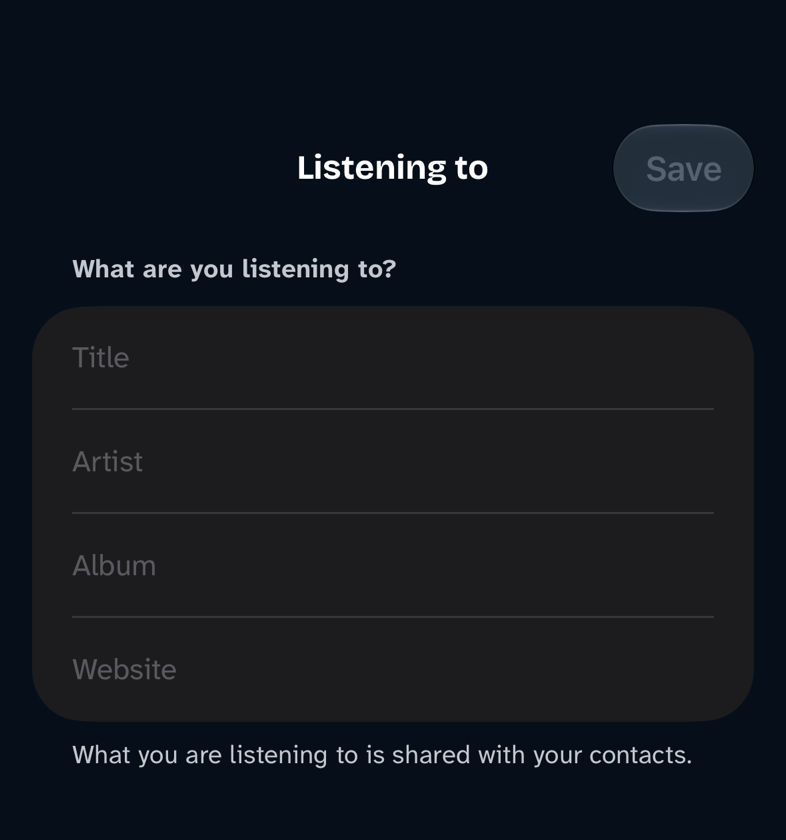 Listening to
Save
What are you listening to?
Title
Artist
Album
Website
What you are listening to is shared with your contacts.